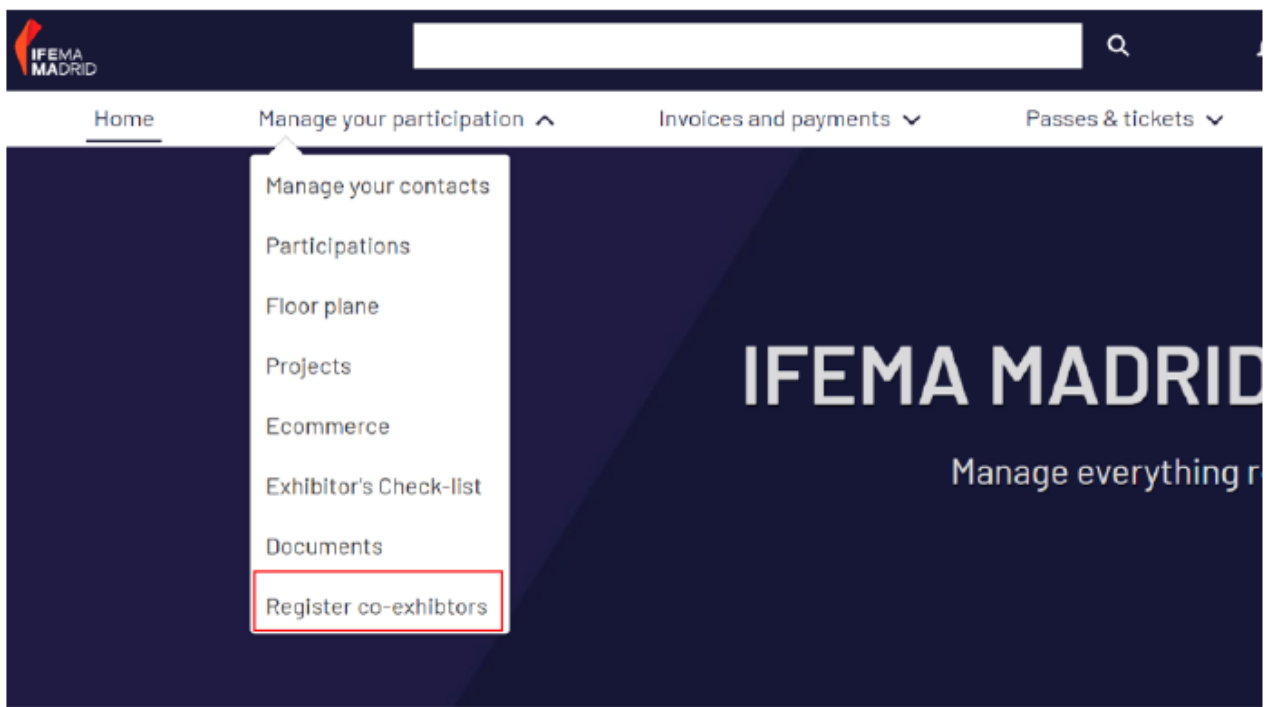 IFEMA
MADRID
Home Manage your participation Invoices and payments Passes & tickets
Manage your contacts
Participations
Floor plane
Projects
Ecommerce
Exhibitor's Check-list
Documents
Register co-exhibtors
IFEMA MADRID
Manage everything r